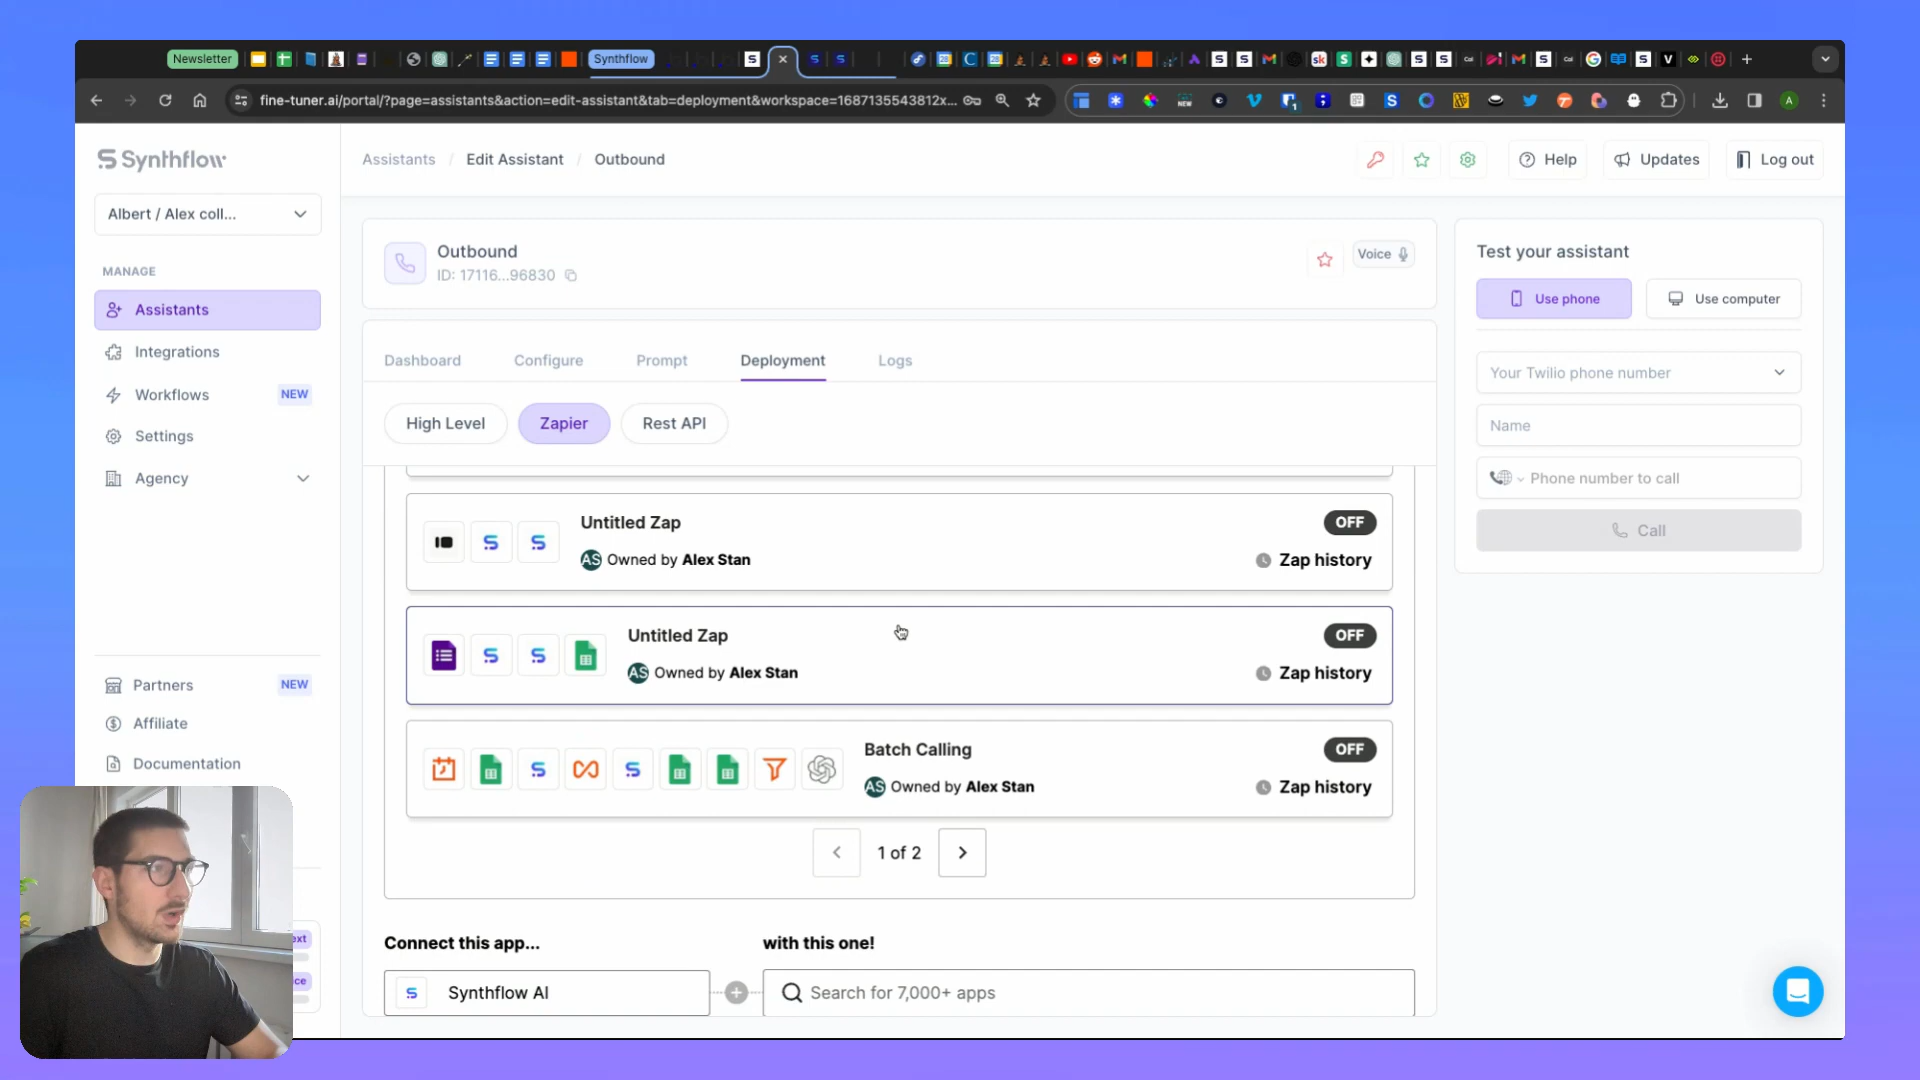 Newsletter
Synthflow
fine-tuner.ai/portal/?page=assistants&action=edit-assistant&tab=deployment&workspace=1687135543812x...
Synthflow
Assistants / Edit Assistant / Outbound
Help
Updates
Log out
Albert / Alex coll...
MANAGE
Assistants
Integrations
Workflows NEW
Settings
Agency
Partners NEW
Affiliate
Documentation
Outbound
ID: 17116...96830
Voice
Dashboard
Configure
Prompt
Deployment
Logs
High Level
Zapier
Rest API
Untitled Zap
OFF
AS Owned by Alex Stan
Zap history
Untitled Zap
OFF
AS Owned by Alex Stan
Zap history
Batch Calling
OFF
AS Owned by Alex Stan
Zap history
1 of 2
Connect this app...
with this one!
Synthflow AI
Search for 7,000+ apps
Test your assistant
Use phone
Use computer
Your Twilio phone number
Name
Phone number to call
Call